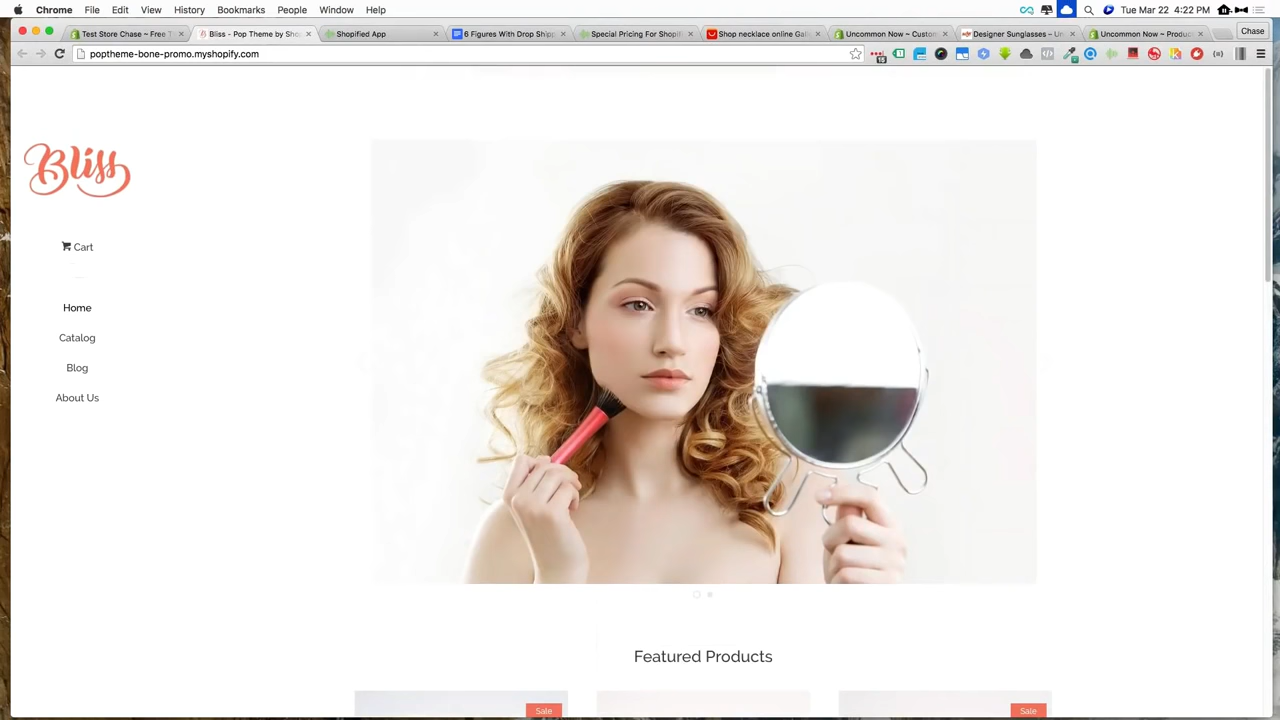 Chrome File Edit View History Bookmarks People Window Help Tue Mar 22 4:22 PM
Test Store Chase ~ Free T Bliss - Pop Theme by Sho Shopified App 6 Figures With Drop Shipp Special Pricing For Shopif Shop necklace online Gall Uncommon Now ~ Custom Designer Sunglasses – Un Uncommon Now ~ Produc Chase
poptheme-bone-promo.myshopify.com
Bliss
Cart
Home
Catalog
Blog
About Us
Featured Products
Sale Sale